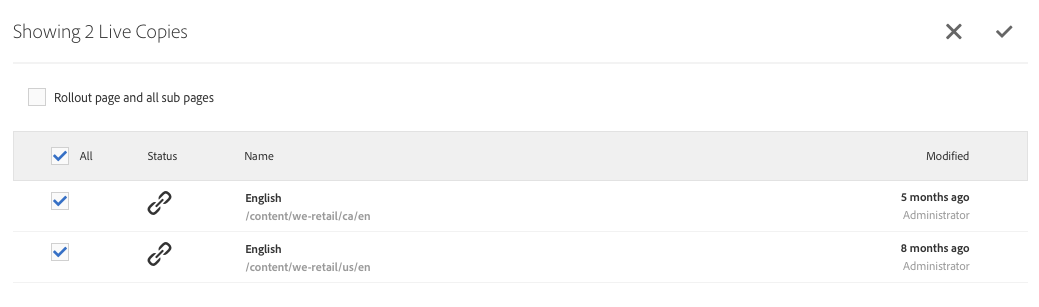 Showing 2 Live Copies
Rollout page and all sub pages
All Status Name Modified
English 5 months ago
/content/we-retail/ca/en Administrator
English 8 months ago
/content/we-retail/us/en Administrator